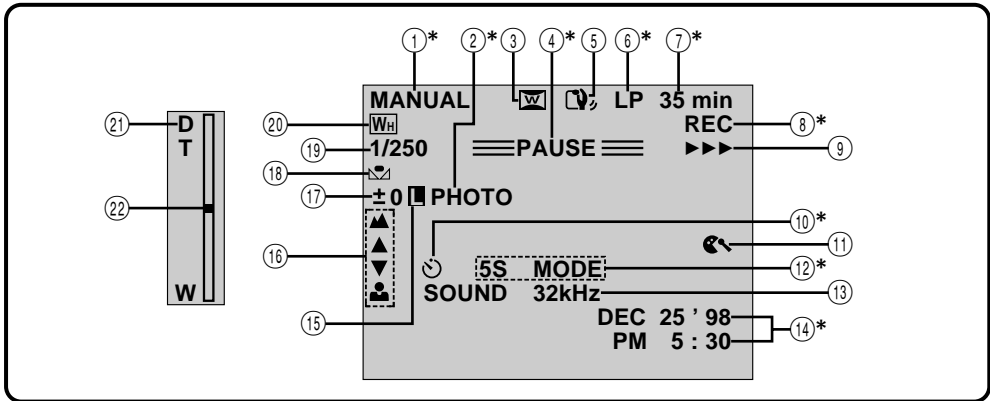 ①* ②* ③ ④* ⑤ ⑥* ⑦*
MANUAL W LP 35 min
㉑ D ⑳ WH REC ⑧*
T ⑲ 1/250 PAUSE ►►► ⑨
⑱
㉒ ⑰ ±0 L PHOTO
⑩*
⑪
⑯ 5S MODE ⑫*
W SOUND 32kHz ⑬
⑮ DEC 25 ’ 98
PM 5 : 30 ⑭*